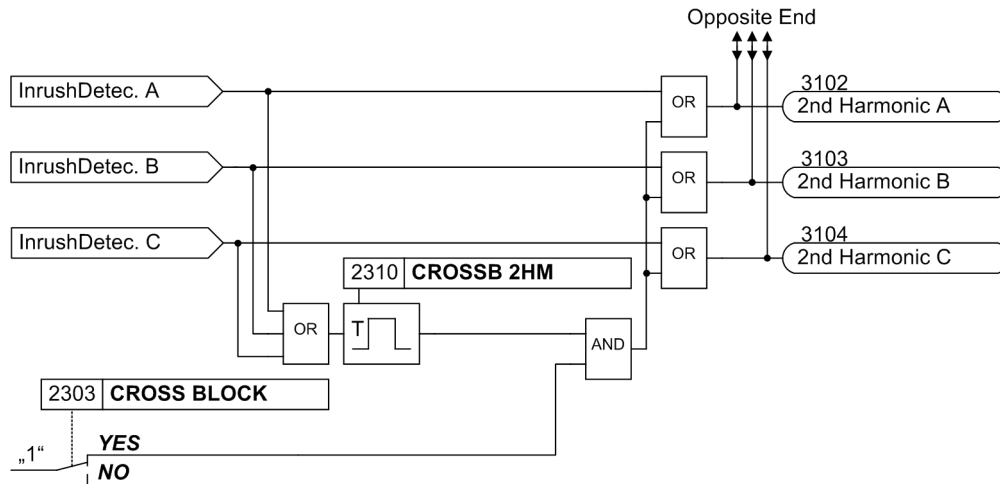 Opposite End
InrushDetec. A
OR
3102
2nd Harmonic A
InrushDetec. B
OR
3103
2nd Harmonic B
InrushDetec. C
OR
3104
2nd Harmonic C
2310 CROSSB 2HM
OR
T
AND
2303 CROSS BLOCK
„1“
YES
NO